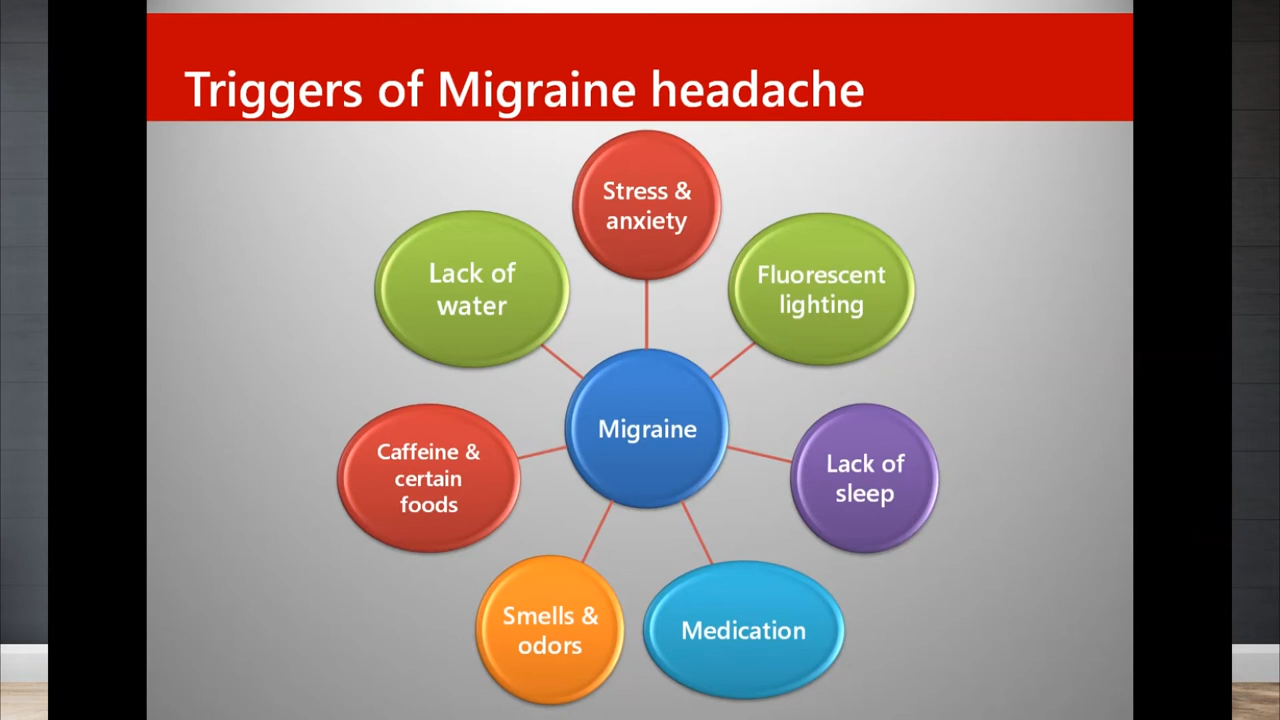 Triggers of Migraine headache
Stress &
anxiety
Fluorescent
lighting
Lack of
sleep
Medication
Smells &
odors
Caffeine &
certain
foods
Lack of
water
Migraine